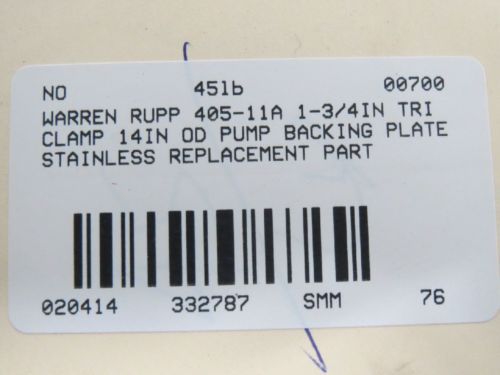 NO 45lb 00700
WARREN RUPP 405-11A 1-3/4IN TRI
CLAMP 14IN OD PUMP BACKING PLATE
STAINLESS REPLACEMENT PART
020414 332787 SMM 76